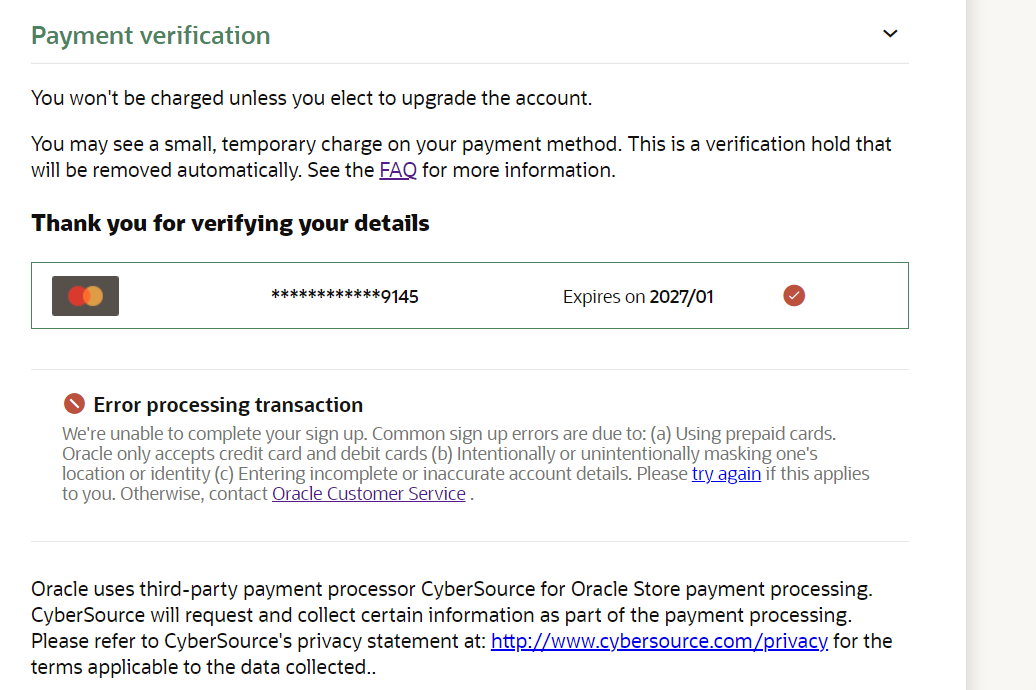 Payment verification
You won't be charged unless you elect to upgrade the account.
You may see a small, temporary charge on your payment method. This is a verification hold that
will be removed automatically. See the FAQ for more information.
Thank you for verifying your details
************9145 Expires on 2027/01
Error processing transaction
We're unable to complete your sign up. Common sign up errors are due to: (a) Using prepaid cards.
Oracle only accepts credit card and debit cards (b) Intentionally or unintentionally masking one's
location or identity (c) Entering incomplete or inaccurate account details. Please try again if this applies
to you. Otherwise, contact Oracle Customer Service .
Oracle uses third-party payment processor CyberSource for Oracle Store payment processing.
CyberSource will request and collect certain information as part of the payment processing.
Please refer to CyberSource's privacy statement at: http://www.cybersource.com/privacy for the
terms applicable to the data collected..